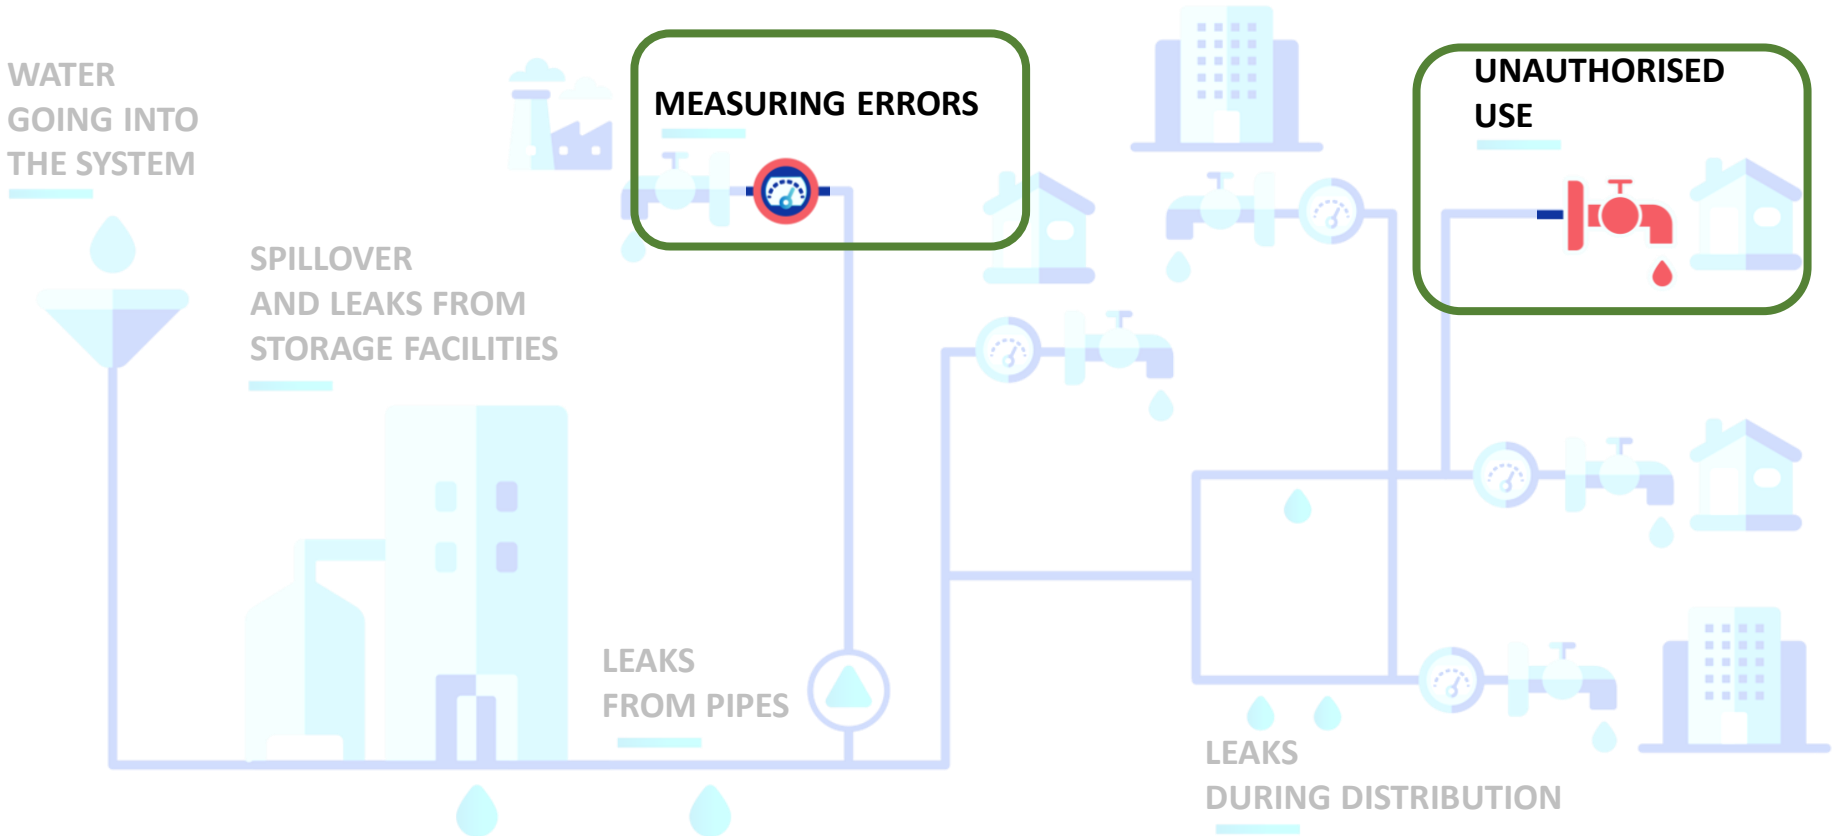 WATER
GOING INTO
THE SYSTEM
MEASURING ERRORS
UNAUTHORISED
USE
SPILLOVER
AND LEAKS FROM
STORAGE FACILITIES
LEAKS
FROM PIPES
LEAKS
DURING DISTRIBUTION